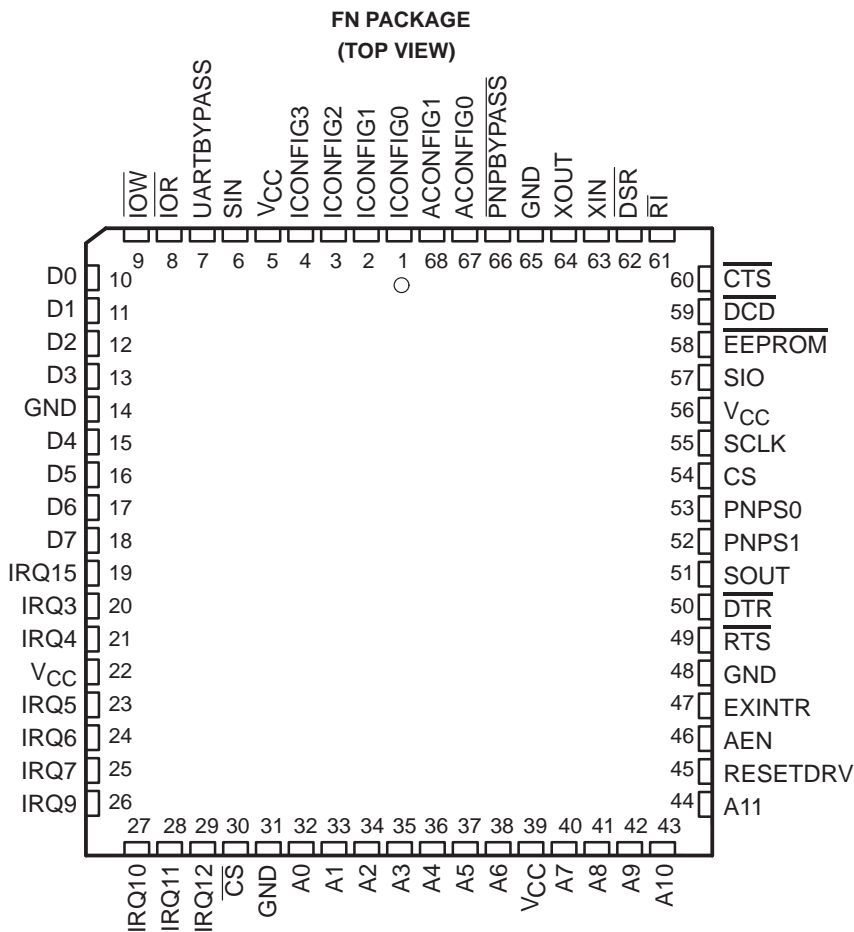 FN PACKAGE
(TOP VIEW)
IOW
IOR
UARTBYPASS
SIN
VCC
ICONFIG3
ICONFIG2
ICONFIG1
ICONFIG0
ACONFIG1
ACONFIG0
PNPBYPASS
GND
XOUT
XIN
DSR
RI
9 8 7 6 5 4 3 2 1 68 67 66 65 64 63 62 61
D0 10
D1 11
D2 12
D3 13
GND 14
D4 15
D5 16
D6 17
D7 18
IRQ15 19
IRQ3 20
IRQ4 21
VCC 22
IRQ5 23
IRQ6 24
IRQ7 25
IRQ9 26
60 CTS
59 DCD
58 EEPROM
57 SIO
56 VCC
55 SCLK
54 CS
53 PNPS0
52 PNPS1
51 SOUT
50 DTR
49 RTS
48 GND
47 EXINTR
46 AEN
45 RESETDRV
44 A11
27 28 29 30 31 32 33 34 35 36 37 38 39 40 41 42 43
IRQ10
IRQ11
IRQ12
CS
GND
A0
A1
A2
A3
A4
A5
A6
VCC
A7
A8
A9
A10